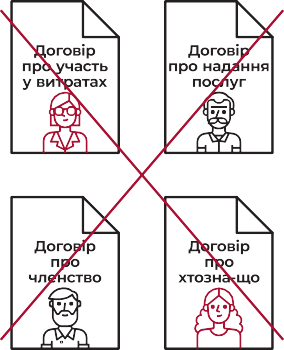 Договір
про участь
у витратах
Договір
про надання
послуг
Договір
про
членство
Договір
про
хтозна-що